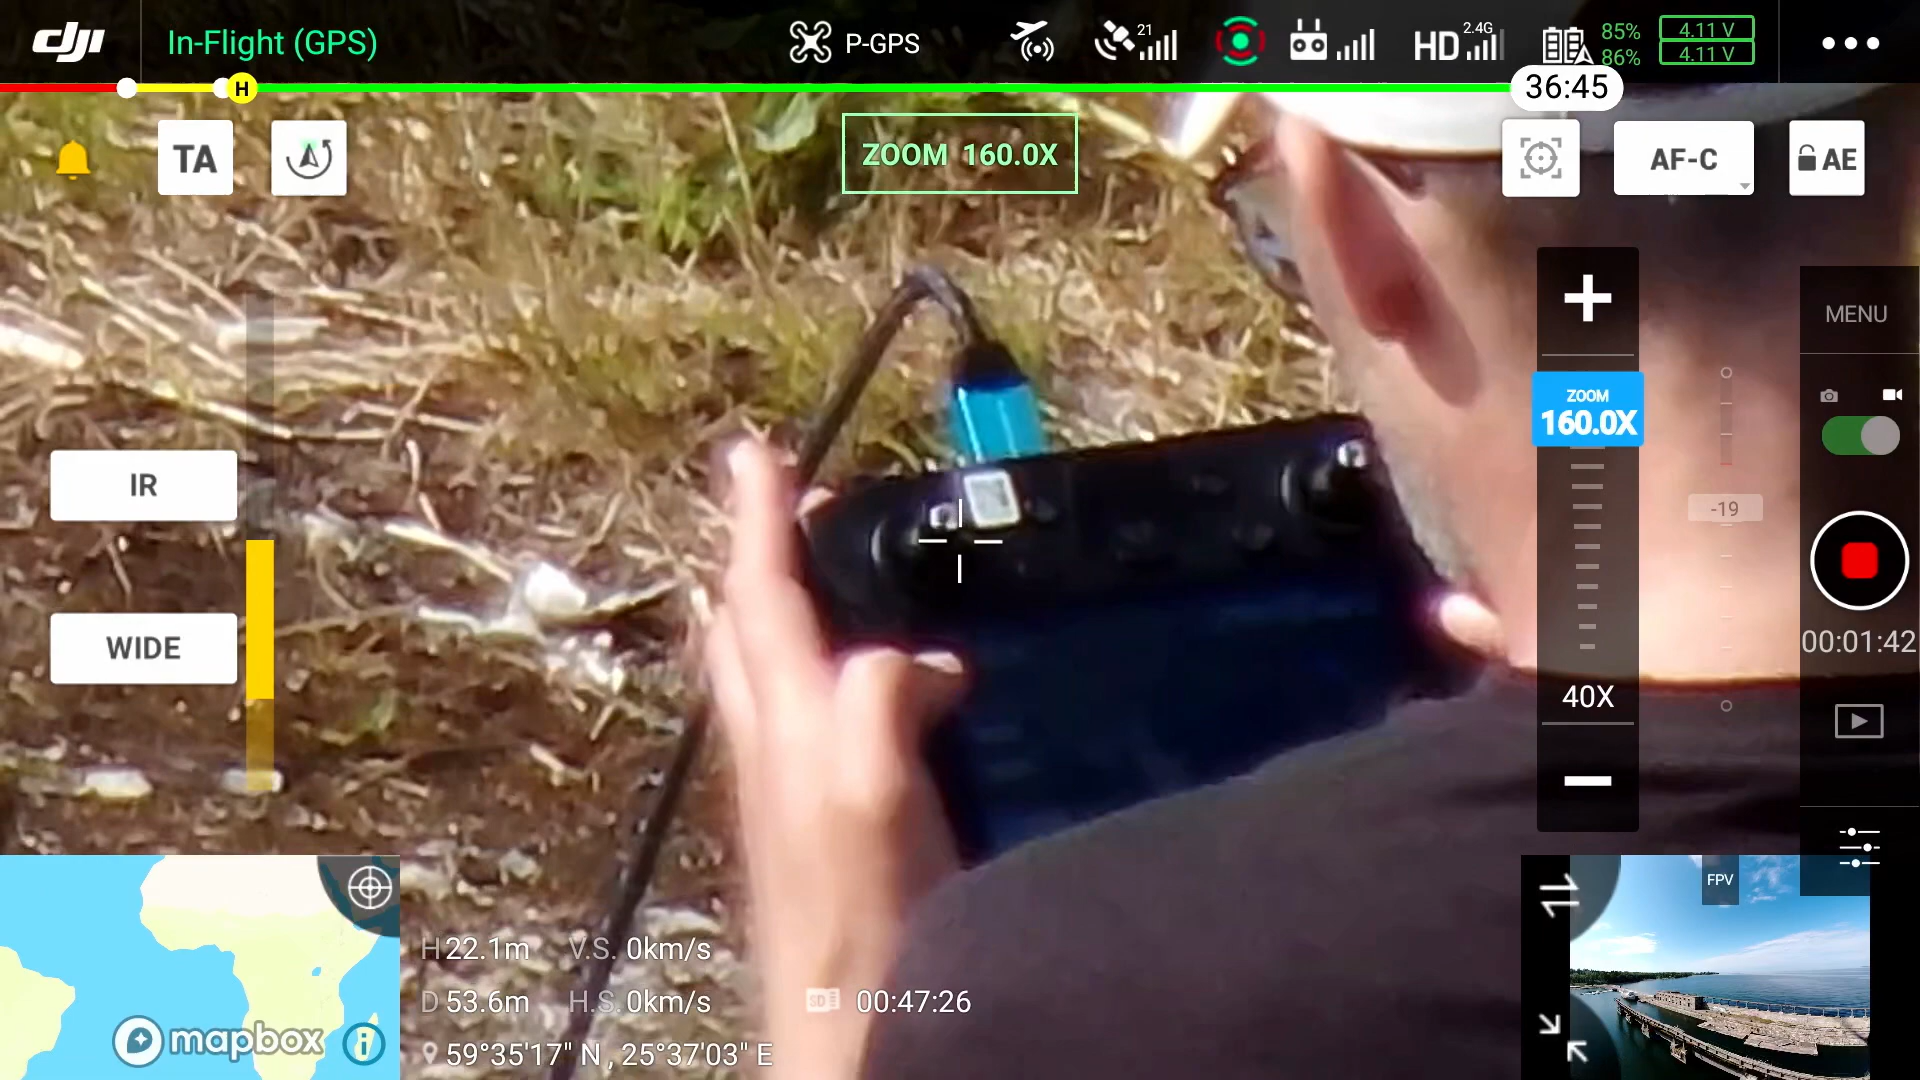 dji In-Flight (GPS) P-GPS 21 HD 2.4G 85% 4.11 V
86% 4.11 V
H 36:45
TA ZOOM 160.0X AF-C AE
MENU
ZOOM
160.0X
IR
-19
WIDE
00:01:42
40X
FPV
H 22.1m V.S. 0km/s
D 53.6m H.S. 0km/s SD 00:47:26
mapbox i 59°35'17" N , 25°37'03" E